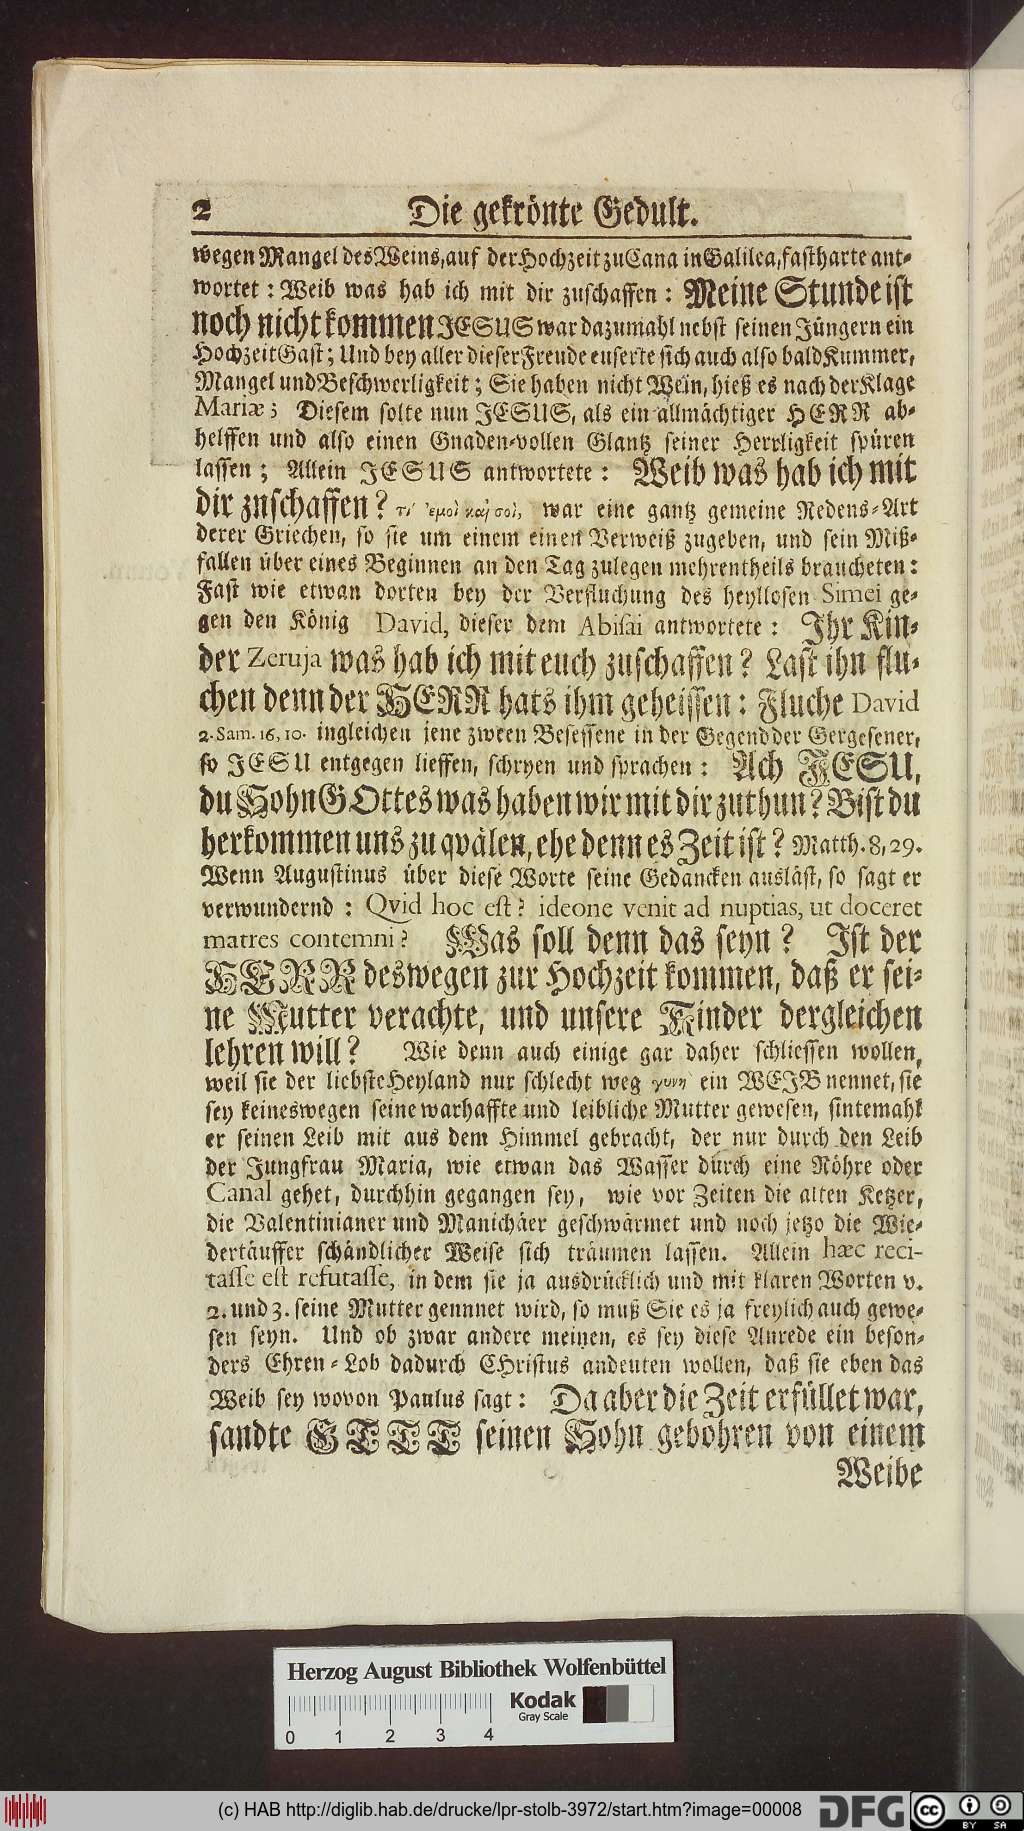 2 Die gekrönte Gedult.
wegen Mangel des Weins, auf der Hochzeit zu Cana in Galilea, fast harte ant-
wortet: Weib was hab ich mit dir zuschaffen: Meine Stunde ist
noch nicht kommen JESUS war dazumahl nebst seinen Jüngern ein
Hochzeit Gast; Und bey aller dieser Freude euserte sich auch also bald Kummer,
Mangel und Beschwerligkeit; Sie haben nicht Wein, hieß es nach der Klage
Mariæ; Diesem solte nun JESUS, als ein allmächtiger HERR ab-
helffen und also einen Gnaden-vollen Glantz seiner Herrligkeit spüren
lassen; Allein JESUS antwortete: Weib was hab ich mit
dir zuschaffen? τί ἐμοὶ καὶ σοὶ, war eine gantz gemeine Redens-Art
derer Griechen, so sie um einem einen Verweiß zugeben, und sein Miß-
fallen über eines Beginnen an den Tag zulegen mehrentheils braucheten:
Fast wie etwan dorten bey der Verfluchung des heyllosen Simei ge-
gen den König David, dieser dem Abisai antwortete: Ihr Kin-
der Zeruja was hab ich mit euch zuschaffen? Last ihn flu-
chen denn der HERR hats ihm geheissen: Fluche David
2. Sam. 16, 10. ingleichen jene zween Besessene in der Gegend der Gergesener,
so JESU entgegen lieffen, schryen und sprachen: Ach JESU,
du Sohn GOttes was haben wir mit dir zuthun? Bist du
herkommen uns zu qvälen, ehe denn es Zeit ist? Matth. 8, 29.
Wenn Augustinus über diese Worte seine Gedancken ausläst, so sagt er
verwundernd: Qvid hoc est? ideone venit ad nuptias, ut doceret
matres contemni? Was soll denn das seyn? Ist der
HERR deswegen zur Hochzeit kommen, daß er sei-
ne Mutter verachte, und unsere Kinder dergleichen
lehren will? Wie denn auch einige gar daher schliessen wollen,
weil sie der liebste Heyland nur schlecht weg γυνὴ ein WEJB nennet, sie
sey keineswegen seine warhaffte und leibliche Mutter gewesen, sintemahl
er seinen Leib mit aus dem Himmel gebracht, der nur durch den Leib
der Jungfrau Maria, wie etwan das Wasser durch eine Röhre oder
Canal gehet, durchhin gegangen sey, wie vor Zeiten die alten Ketzer,
die Valentinianer und Manichäer geschwärmet und noch jetzo die Wie-
dertäuffer schändlicher Weise sich träumen lassen. Allein hæc reci-
tasse est refutasse, in dem sie ja ausdrücklich und mit klaren Worten v.
2. und 3. seine Mutter gennnet wird, so muß Sie es ja freylich auch gewe-
sen seyn. Und ob zwar andere meinen, es sey diese Anrede ein beson-
ders Ehren-Lob dadurch CHristus andeuten wollen, daß sie eben das
Weib sey wovon Paulus sagt: Da aber die Zeit erfüllet war,
sandte GOTT seinen Sohn gebohren von einem
Weibe
Herzog August Bibliothek Wolfenbüttel
Kodak
Gray Scale
0 1 2 3 4
(c) HAB http://diglib.hab.de/drucke/lpr-stolb-3972/start.htm?image=00008 DFG cc BY SA